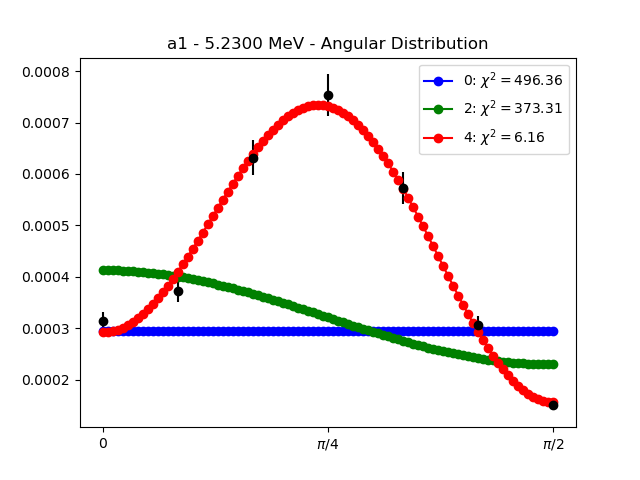 a1 - 5.2300 MeV - Angular Distribution
0: χ² = 496.36
2: χ² = 373.31
4: χ² = 6.16
0.0008
0.0007
0.0006
0.0005
0.0004
0.0003
0.0002
0 π/4 π/2